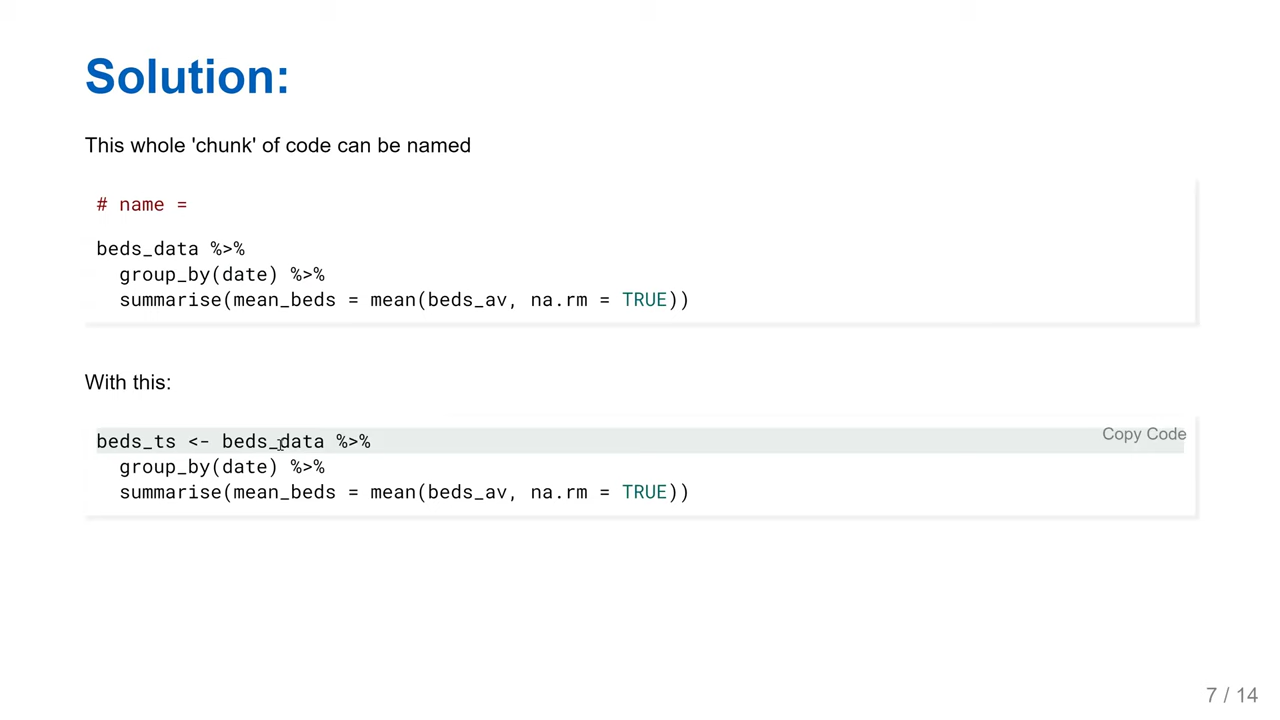 Solution:
This whole 'chunk' of code can be named
# name =
beds_data %>%
  group_by(date) %>%
  summarise(mean_beds = mean(beds_av, na.rm = TRUE))
With this:
beds_ts <- beds_data %>%
Copy Code
  group_by(date) %>%
  summarise(mean_beds = mean(beds_av, na.rm = TRUE))
7 / 14